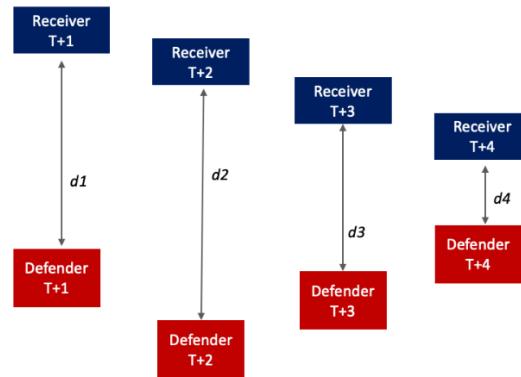 Receiver
T+1
Receiver
T+2
Receiver
T+3
Receiver
T+4
d1
d2
d3
d4
Defender
T+1
Defender
T+2
Defender
T+3
Defender
T+4